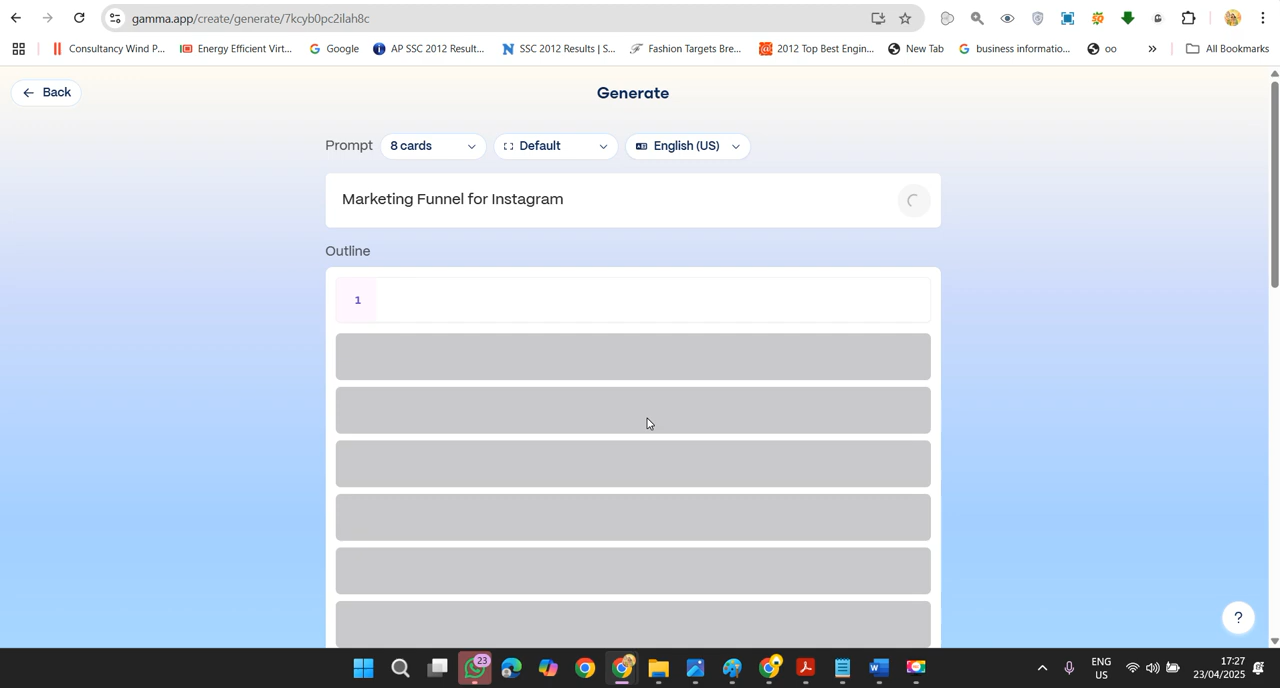 gamma.app/create/generate/7kcyb0pc2ilah8c
Consultancy Wind P...
Energy Efficient Virt...
Google
AP SSC 2012 Result...
SSC 2012 Results | S...
Fashion Targets Bre...
2012 Top Best Engin...
New Tab
business informatio...
oo
»
All Bookmarks
Back
Generate
Prompt
8 cards
Default
English (US)
Marketing Funnel for Instagram
Outline
1
?
23
ENG
US
17:27
23/04/2025